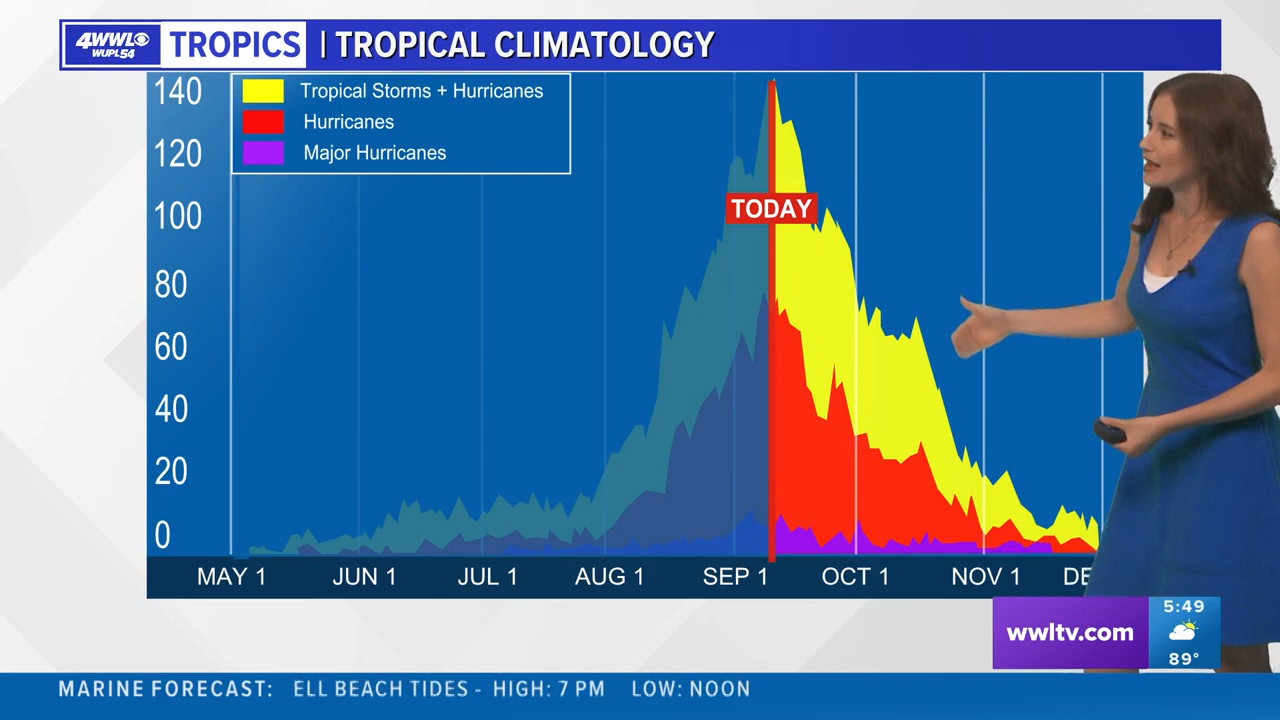 4WWL
WUPL54
TROPICS
| TROPICAL CLIMATOLOGY
Tropical Storms + Hurricanes
Hurricanes
Major Hurricanes
140
120
100
80
60
40
20
0
TODAY
MAY 1
JUN 1
JUL 1
AUG 1
SEP 1
OCT 1
NOV 1
DE
wwltv.com
5:49
89°
MARINE FORECAST: ELL BEACH TIDES - HIGH: 7 PM LOW: NOON